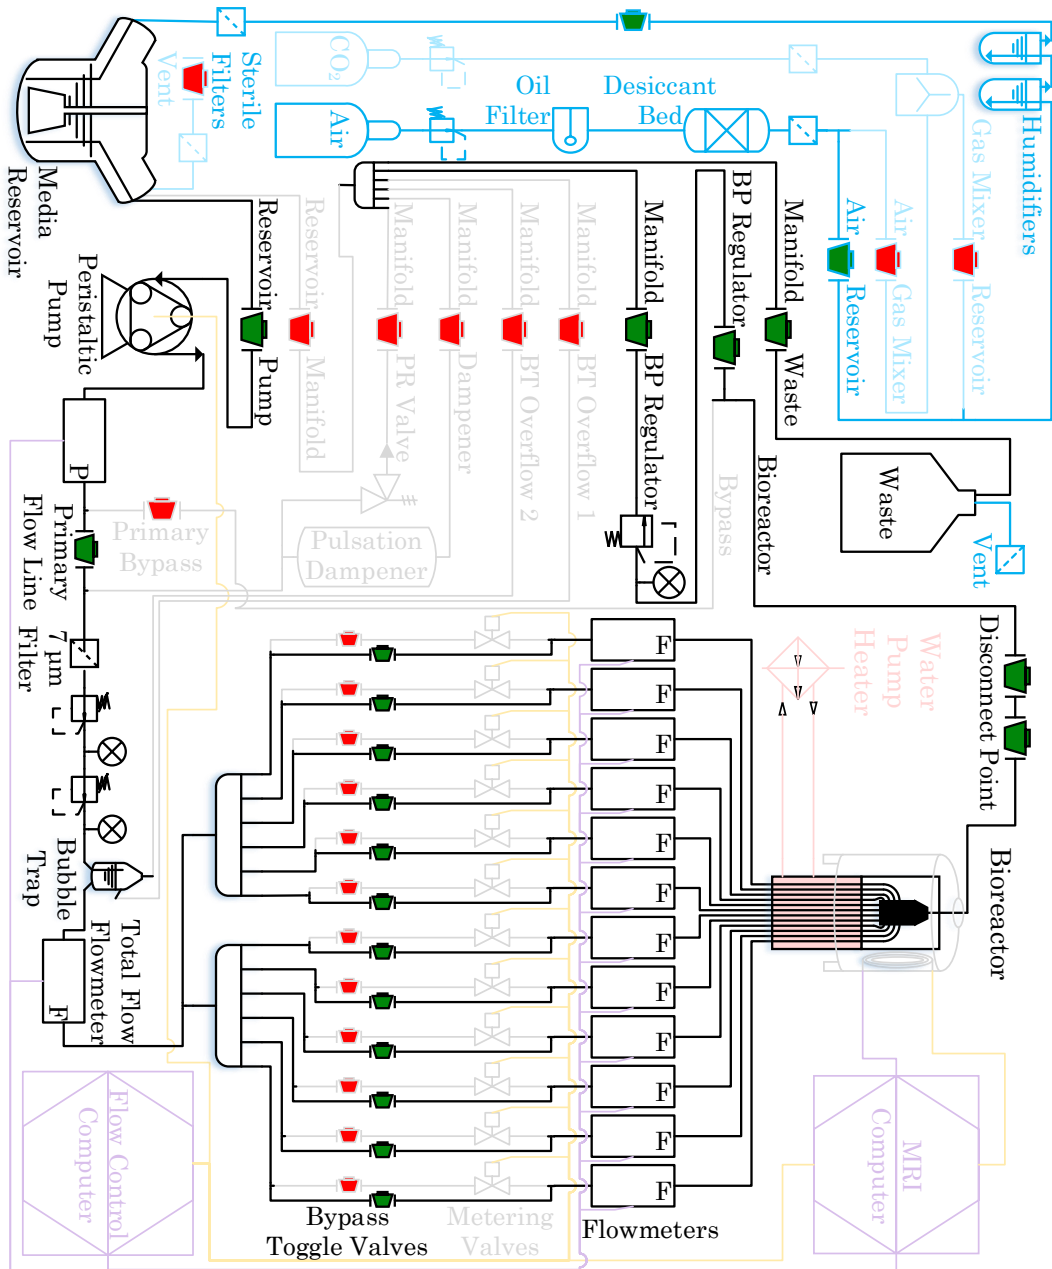 Sterile
Filters
Vent
CO2
Air
Oil
Filter
Desiccant
Bed
Humidifiers
Gas Mixer
Reservoir
Air
Gas Mixer
Air
Reservoir
Media
Reservoir
Reservoir
Pump
Reservoir
Manifold
Manifold
PR Valve
Manifold
Dampener
Manifold
BT Overflow 2
Manifold
BT Overflow 1
Manifold
BP Regulator
BP Regulator
Bioreactor
Bypass
Manifold
Waste
Waste
Vent
Peristaltic
Pump
P
Primary
Flow Line
Primary
Bypass
Pulsation
Dampener
7 μm
Filter
Bubble
Trap
Total Flow
Flowmeter
F
Water
Pump
Heater
Disconnect Point
Bioreactor
F
F
F
F
F
F
F
F
F
F
F
F
Flow Control
Computer
Bypass
Toggle Valves
Metering
Valves
Flowmeters
MRI
Computer